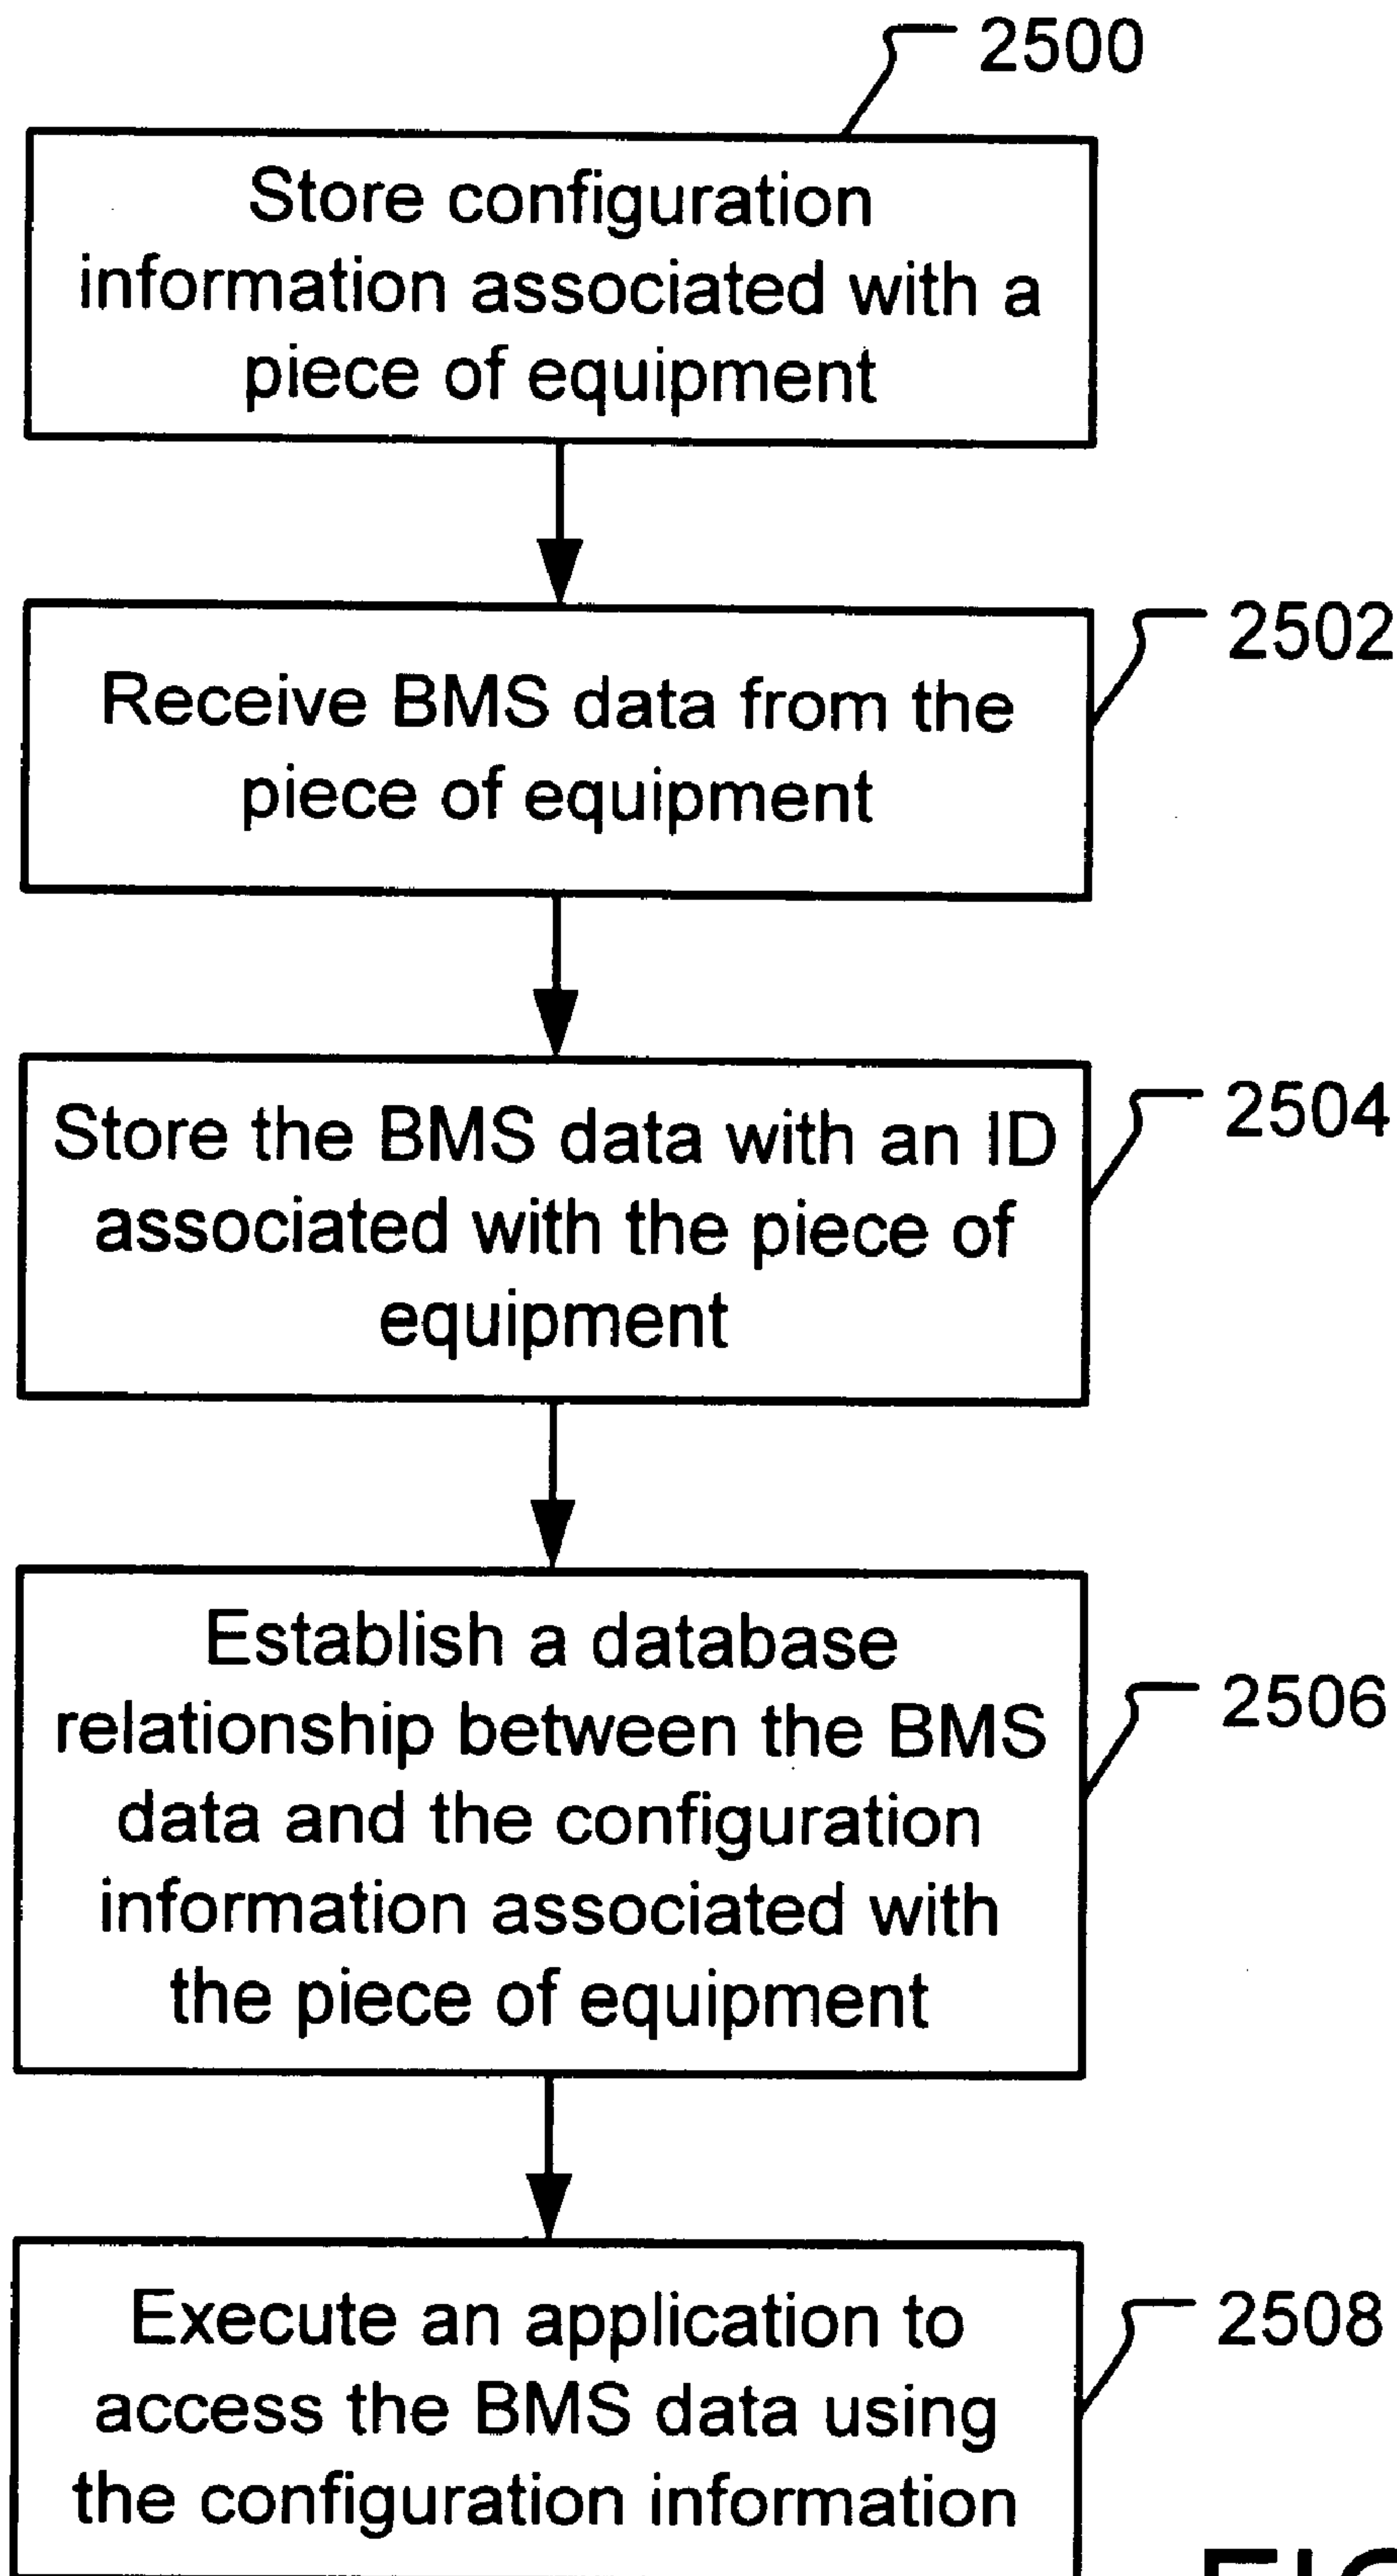 2500
Store configuration
information associated with a
piece of equipment
2502
Receive BMS data from the
piece of equipment
2504
Store the BMS data with an ID
associated with the piece of
equipment
Establish a database
relationship between the BMS
2506
data and the configuration
information associated with
the piece of equipment
Execute an application to
2508
access the BMS data using
the configuration information